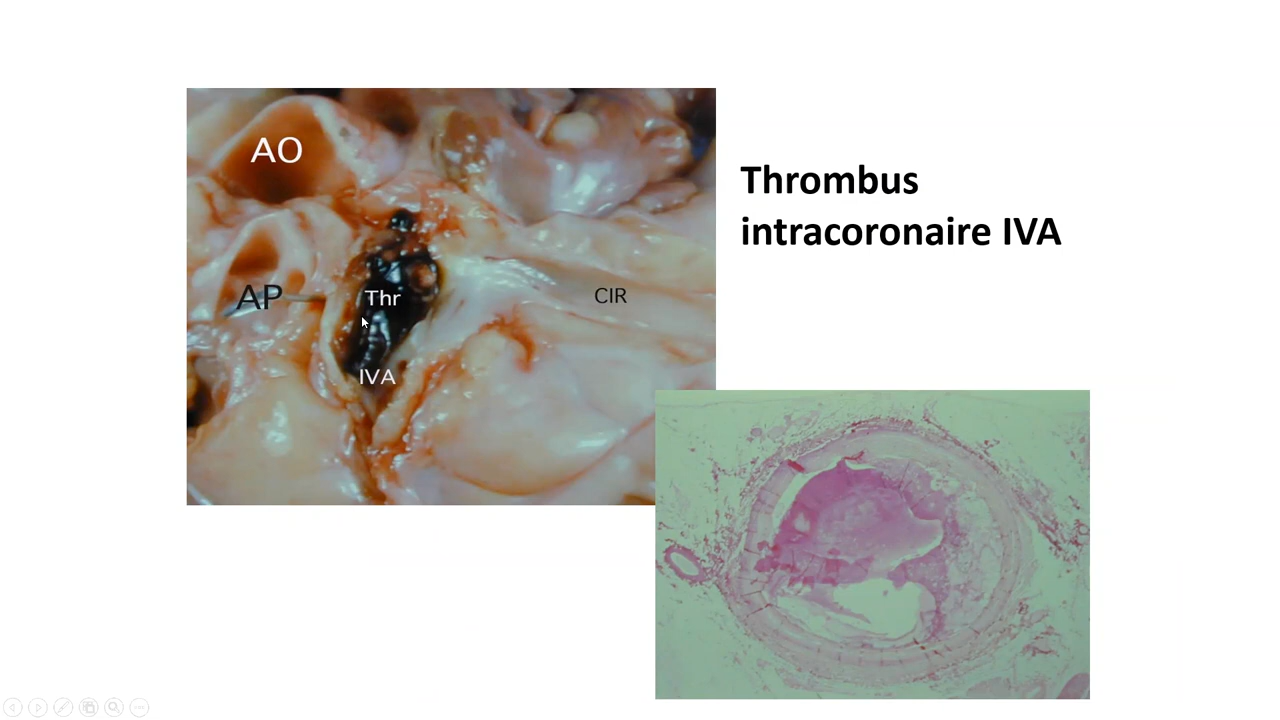 AO
AP
Thr
IVA
CIR
Thrombus
intracoronaire IVA